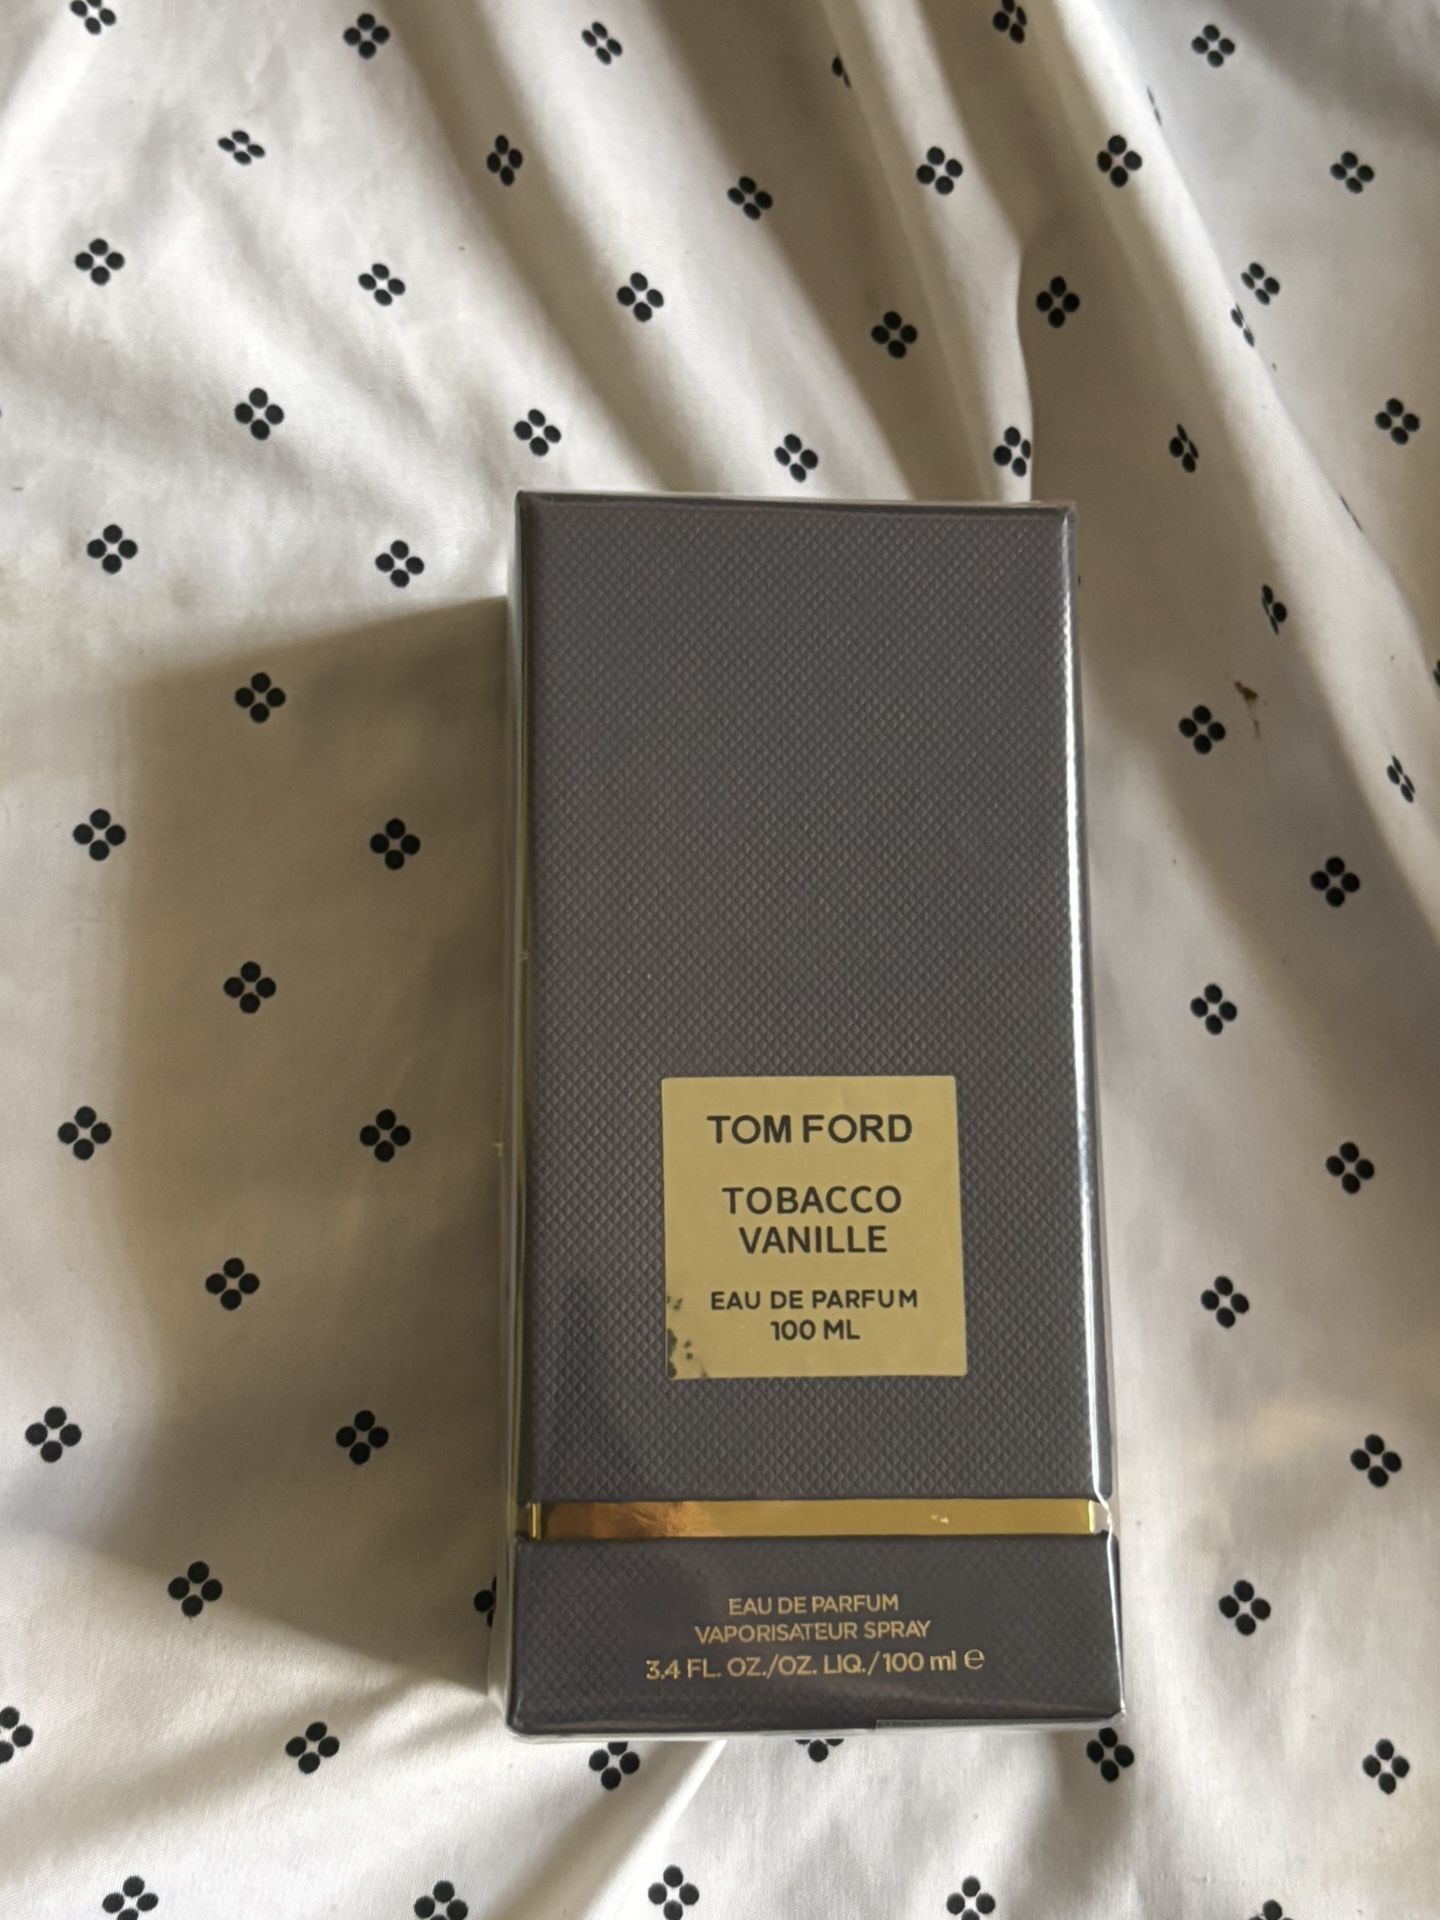 TOM FORD
TOBACCO
VANILLE
EAU DE PARFUM
100 ML
EAU DE PARFUM
VAPORISATEUR SPRAY
3.4 FL. OZ./OZ. LIQ./100 ml ℮